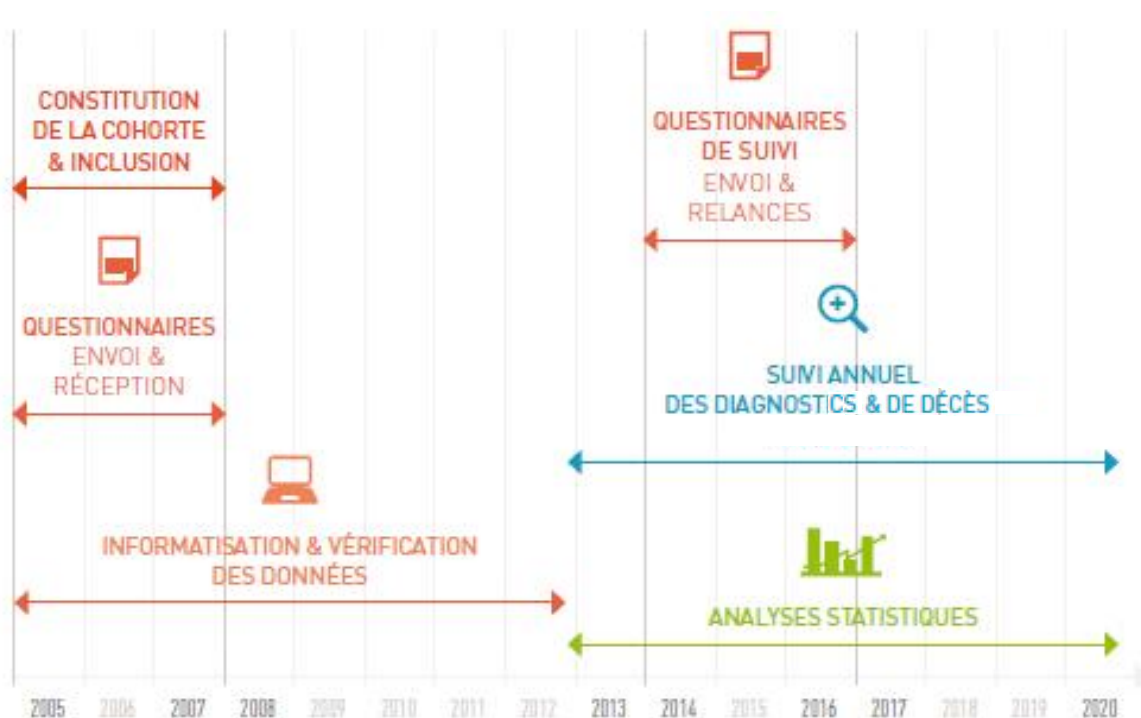 CONSTITUTION
DE LA COHORTE
& INCLUSION
QUESTIONNAIRES
ENVOI &
RÉCEPTION
INFORMATISATION & VÉRIFICATION
DES DONNÉES
QUESTIONNAIRES
DE SUIVI
ENVOI &
RELANCES
SUIVI ANNUEL
DES DIAGNOSTICS & DE DÉCÈS
ANALYSES STATISTIQUES
2005 2006 2007 2008 2009 2010 2011 2012 2013 2014 2015 2016 2017 2018 2019 2020